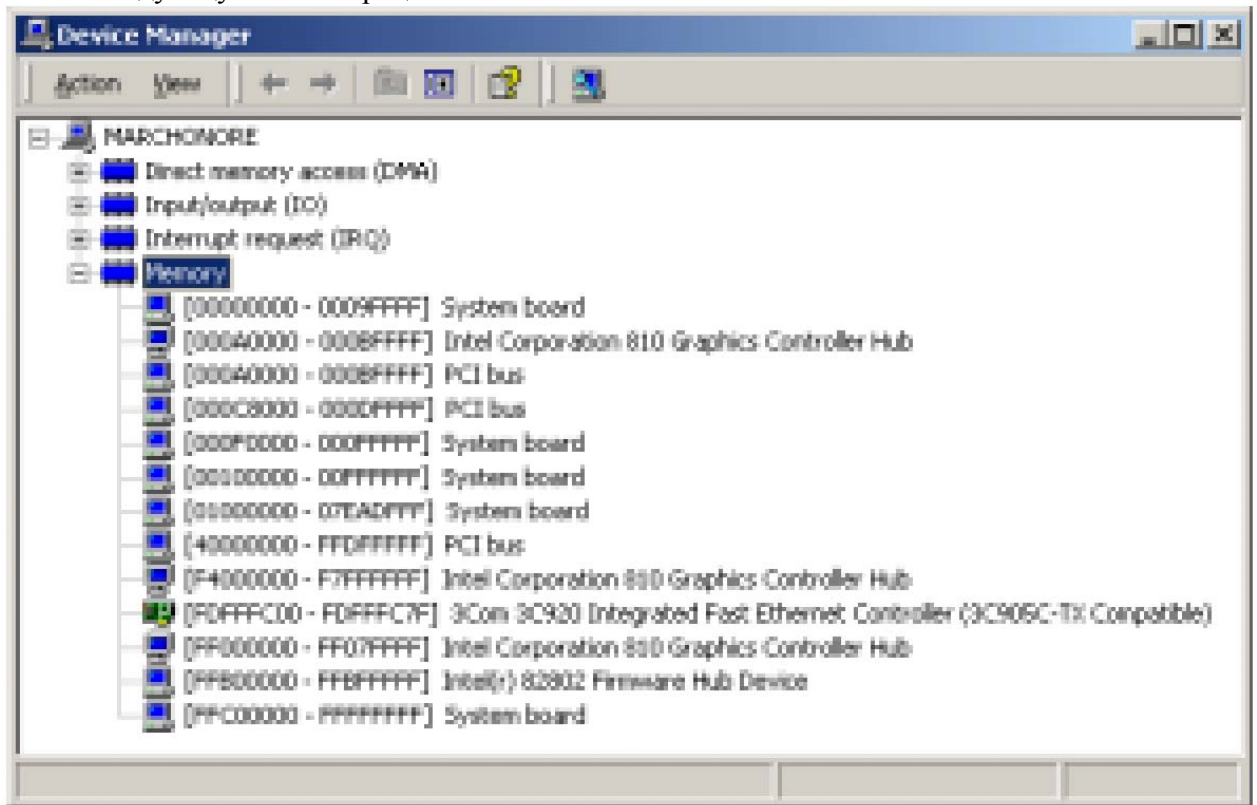 Device Manager
Action View
MARCHONORE
Direct memory access (DMA)
Input/output (IO)
Interrupt request (IRQ)
Memory
[00000000 - 0009FFFF] System board
[000A0000 - 000BFFFF] Intel Corporation 810 Graphics Controller Hub
[000A0000 - 000BFFFF] PCI bus
[000C8000 - 000DFFFF] PCI bus
[000F0000 - 000FFFFF] System board
[00100000 - 00FFFFFF] System board
[01000000 - 07EADFFF] System board
[40000000 - FFDFFFFF] PCI bus
[F4000000 - F7FFFFFF] Intel Corporation 810 Graphics Controller Hub
[FDFFFC00 - FDFFFC7F] 3Com 3C920 Integrated Fast Ethernet Controller (3C905C-TX Compatible)
[FF000000 - FF07FFFF] Intel Corporation 810 Graphics Controller Hub
[FFB00000 - FFBFFFFF] Intel(r) 82802 Firmware Hub Device
[FFC00000 - FFFFFFFF] System board